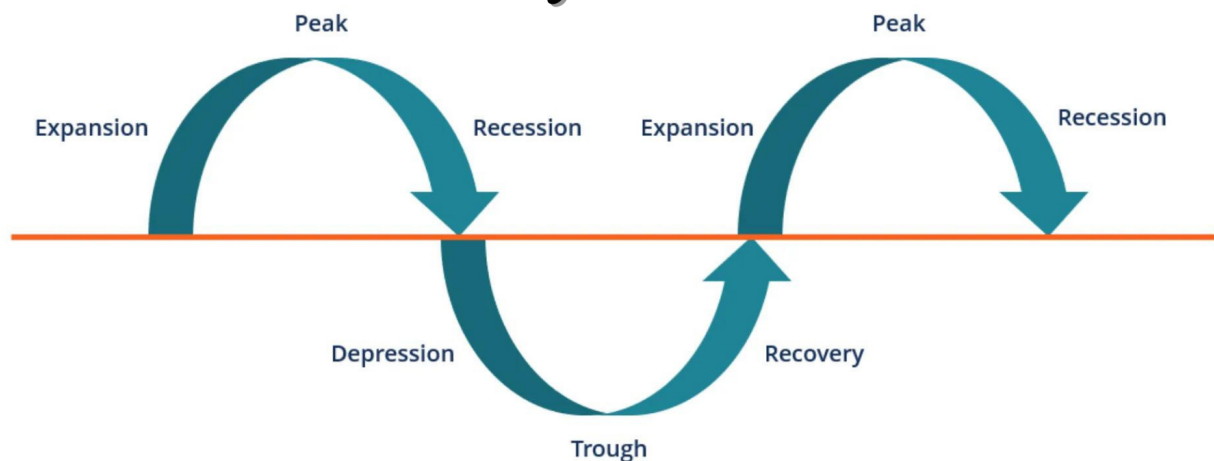 Peak
Peak
Expansion
Recession
Expansion
Recession
Depression
Recovery
Trough